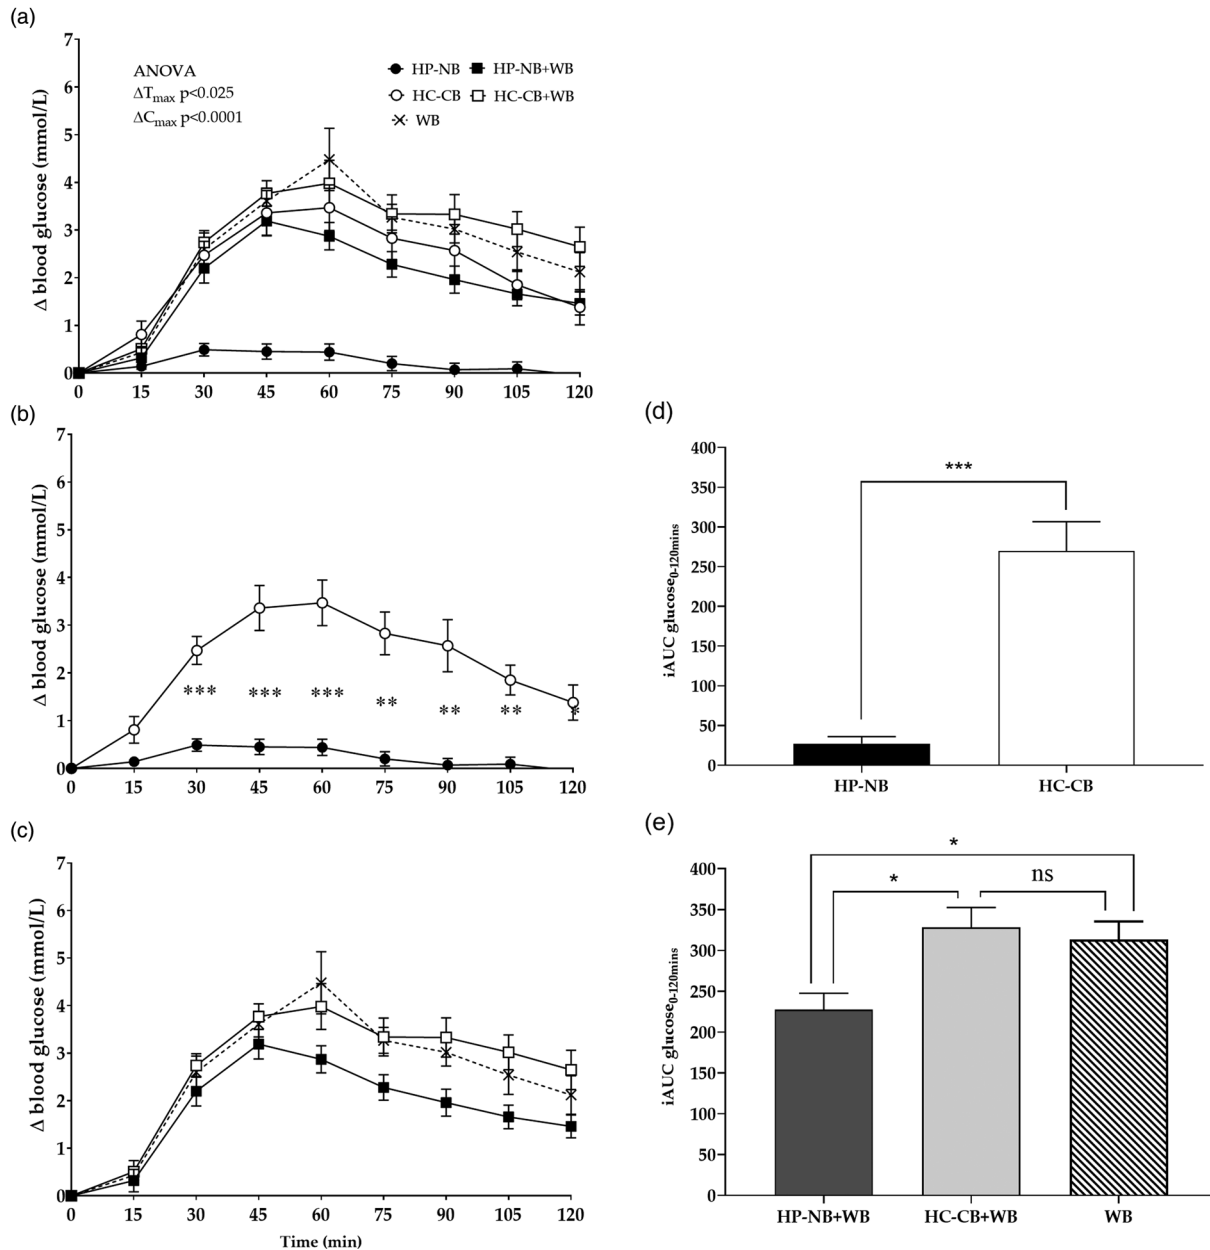 (a)
7
6
5
4
3
2
1
0
Δ blood glucose (mmol/L)
ANOVA
ΔTmax p<0.025
ΔCmax p<0.0001
HP-NB
HP-NB+WB
HC-CB
HC-CB+WB
WB
0 15 30 45 60 75 90 105 120
(b)
7
6
5
4
3
2
1
0
Δ blood glucose (mmol/L)
*** *** *** ** ** ** *
0 15 30 45 60 75 90 105 120
(c)
7
6
5
4
3
2
1
0
Δ blood glucose (mmol/L)
0 15 30 45 60 75 90 105 120
Time (min)
(d)
400
350
300
250
200
150
100
50
0
iAUC glucose0-120mins
***
HP-NB HC-CB
(e)
400
350
300
250
200
150
100
50
0
iAUC glucose0-120mins
*
* ns
HP-NB+WB HC-CB+WB WB